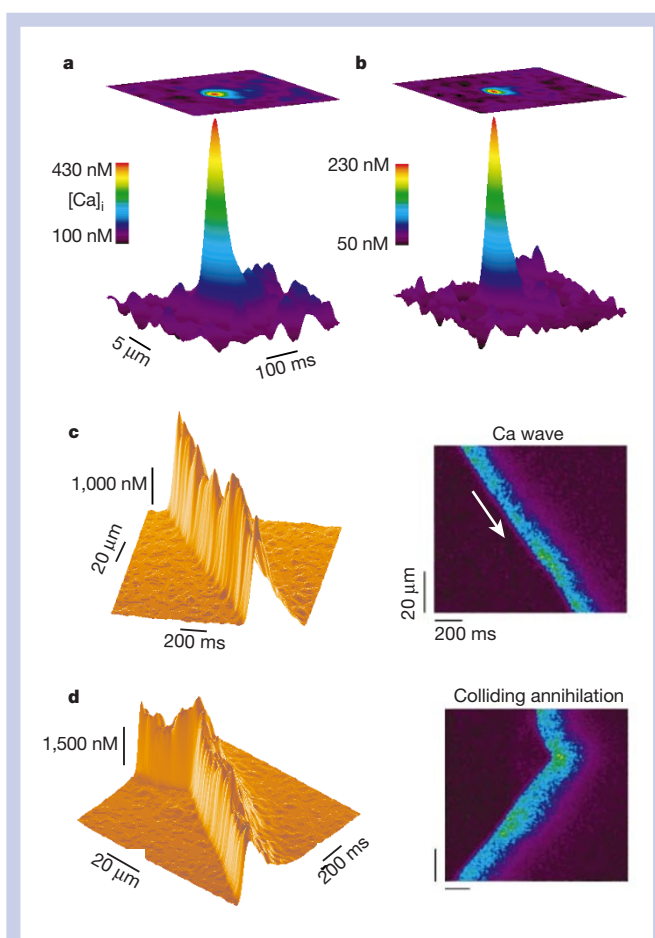 a
b
430 nM
[Ca]i
100 nM
230 nM
50 nM
5 μm
100 ms
c
Ca wave
1,000 nM
20 μm
200 ms
20 μm
200 ms
d
Colliding annihilation
1,500 nM
20 μm
200 ms